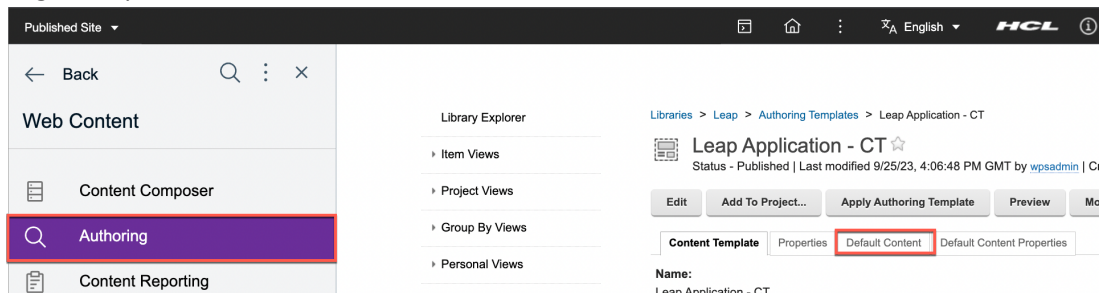 Published Site
English
HCL
Back
Web Content
Content Composer
Authoring
Content Reporting
Library Explorer
Item Views
Project Views
Group By Views
Personal Views
Libraries > Leap > Authoring Templates > Leap Application - CT
Leap Application - CT
Status - Published | Last modified 9/25/23, 4:06:48 PM GMT by wpsadmin |
Edit Add To Project... Apply Authoring Template Preview
Content Template Properties Default Content Default Content Properties
Name:
Leap Application - CT